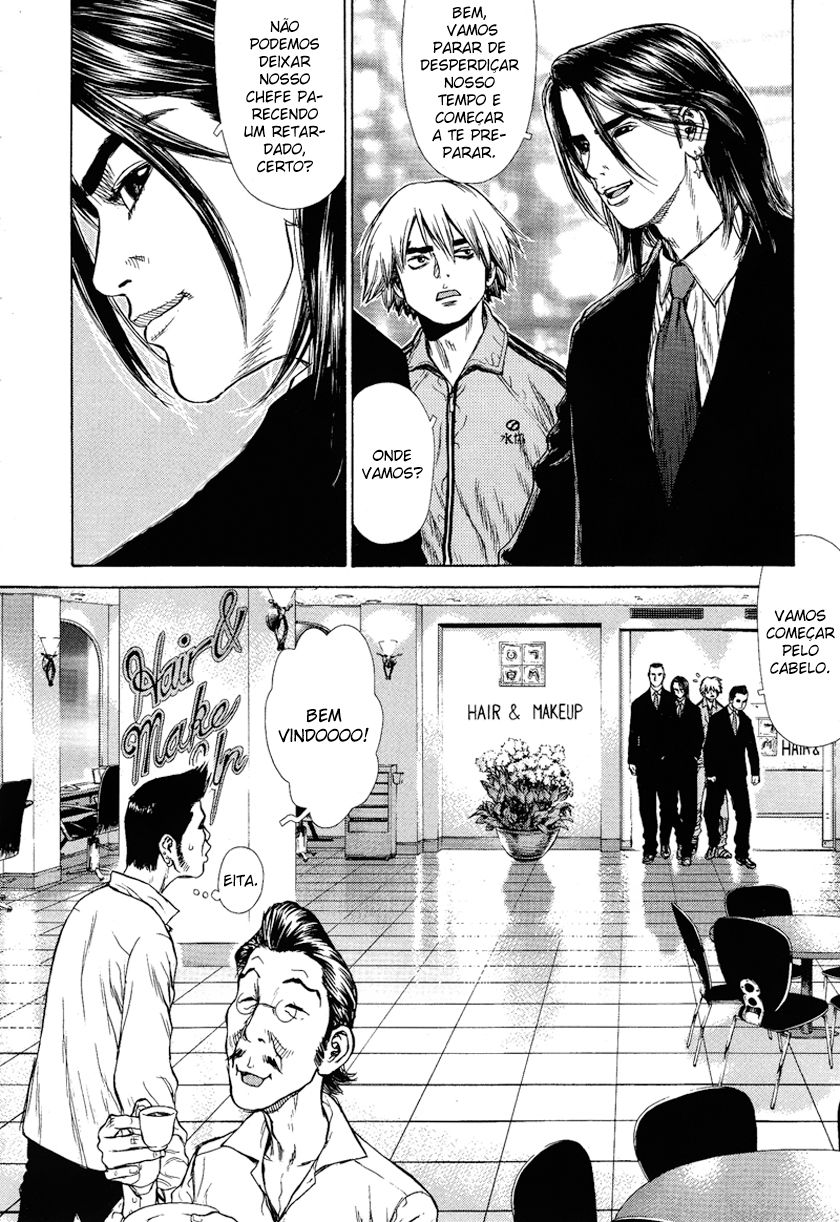 BEM,
VAMOS
PARAR DE
DESPERDIÇAR
NOSSO
TEMPO E
COMEÇAR
A TE PRE-
PARAR.
NÃO
PODEMOS
DEIXAR
NOSSO
CHEFE PA-
RECENDO
UM RETAR-
DADO,
CERTO?
ONDE
VAMOS?
VAMOS
COMEÇAR
PELO
CABELO.
Hair &
Make
Up
HAIR & MAKEUP
HAIR &
BEM
VINDOOOO!
EITA.